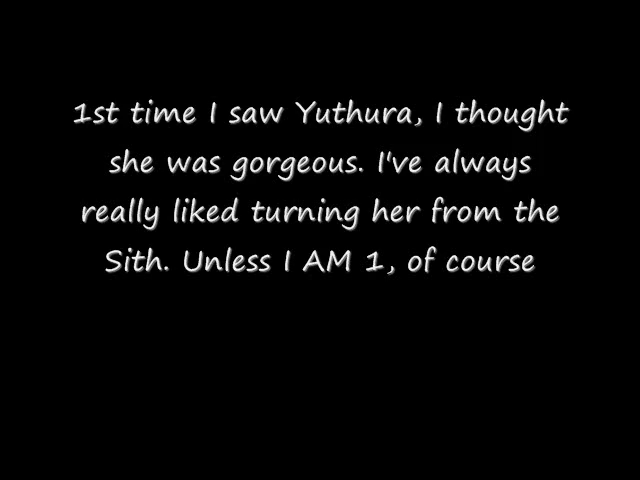 1st time I saw Yuthura, I thought
she was gorgeous. I've always
really liked turning her from the
Sith. Unless I AM 1, of course